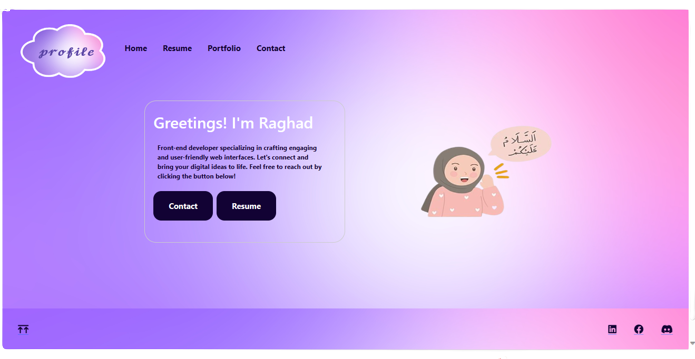 profile
Home Resume Portfolio Contact
Greetings! I'm Raghad
Front-end developer specializing in crafting engaging
and user-friendly web interfaces. Let's connect and
bring your digital ideas to life. Feel free to reach out by
clicking the button below!
Contact Resume
اَلسَّلَامُ
عَلَيْكُمْ